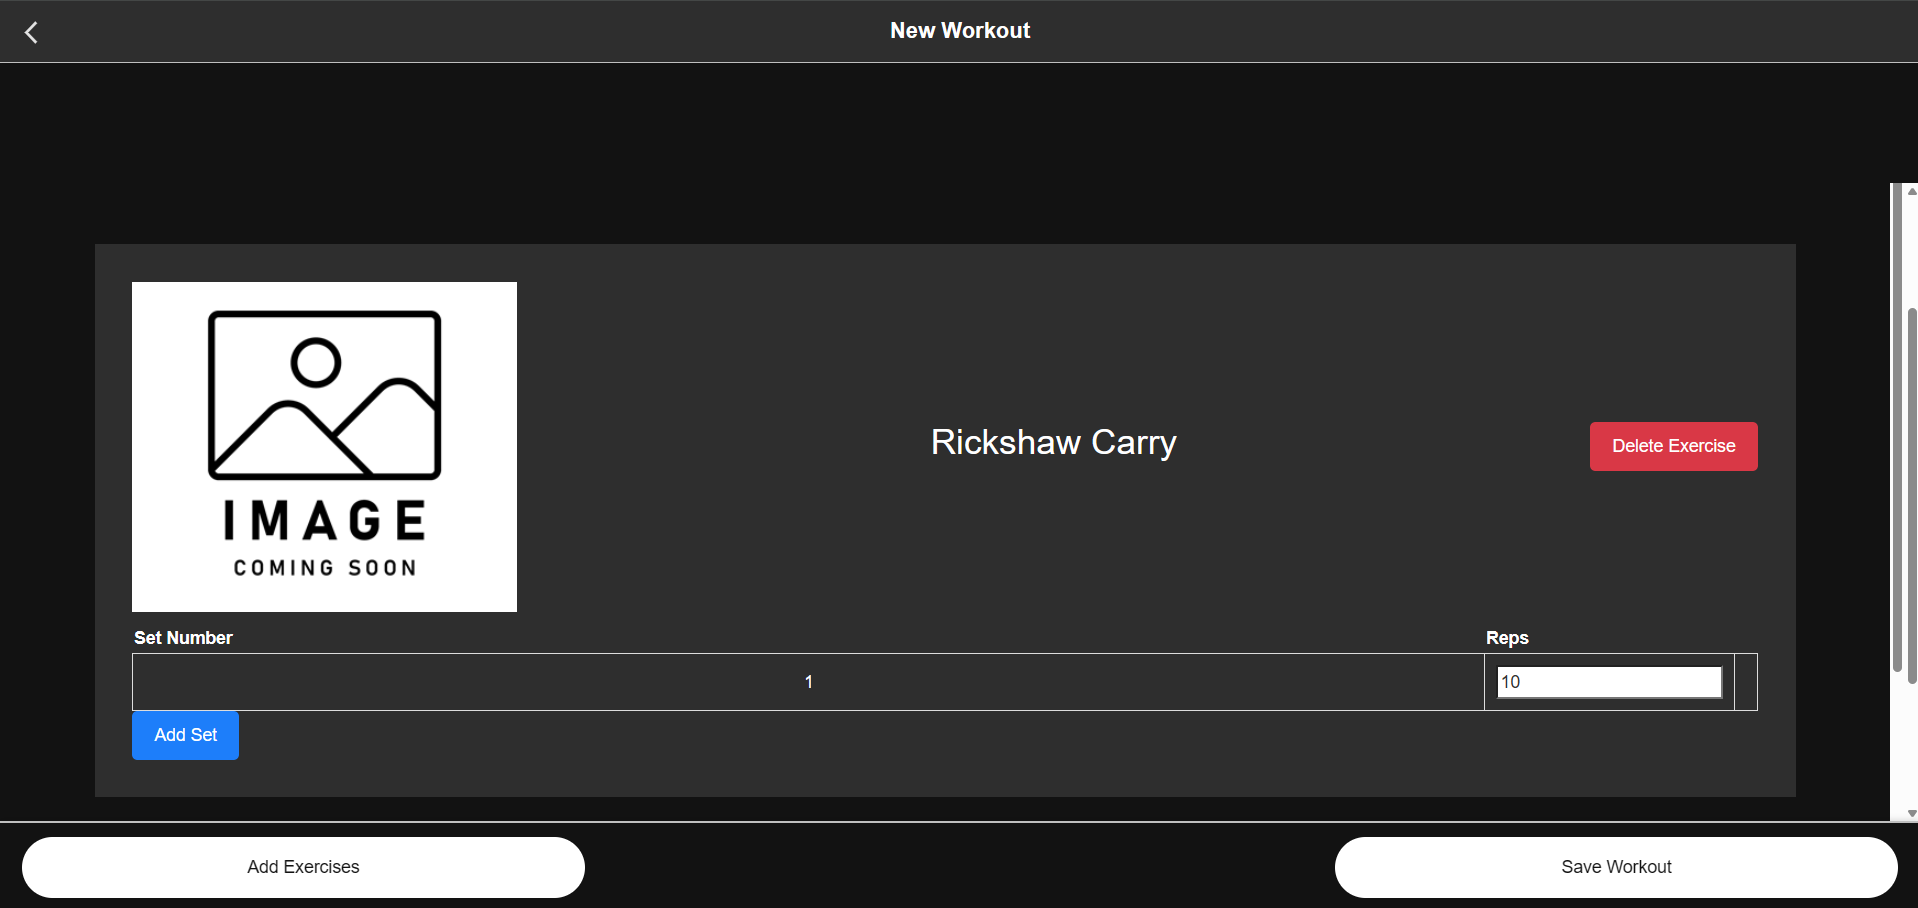 New Workout
IMAGE
COMING SOON
Rickshaw Carry
Delete Exercise
Set Number Reps
1 10
Add Set
Add Exercises Save Workout